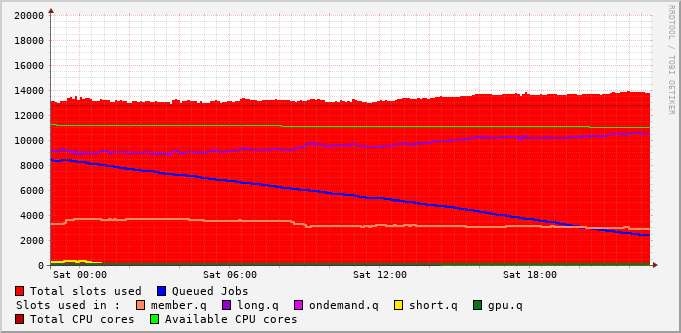 RRDTOOL / TOBI OETIKER
20000
18000
16000
14000
12000
10000
8000
6000
4000
2000
0
Sat 00:00 Sat 06:00 Sat 12:00 Sat 18:00
Total slots used Queued Jobs
Slots used in : member.q long.q ondemand.q short.q gpu.q
Total CPU cores Available CPU cores